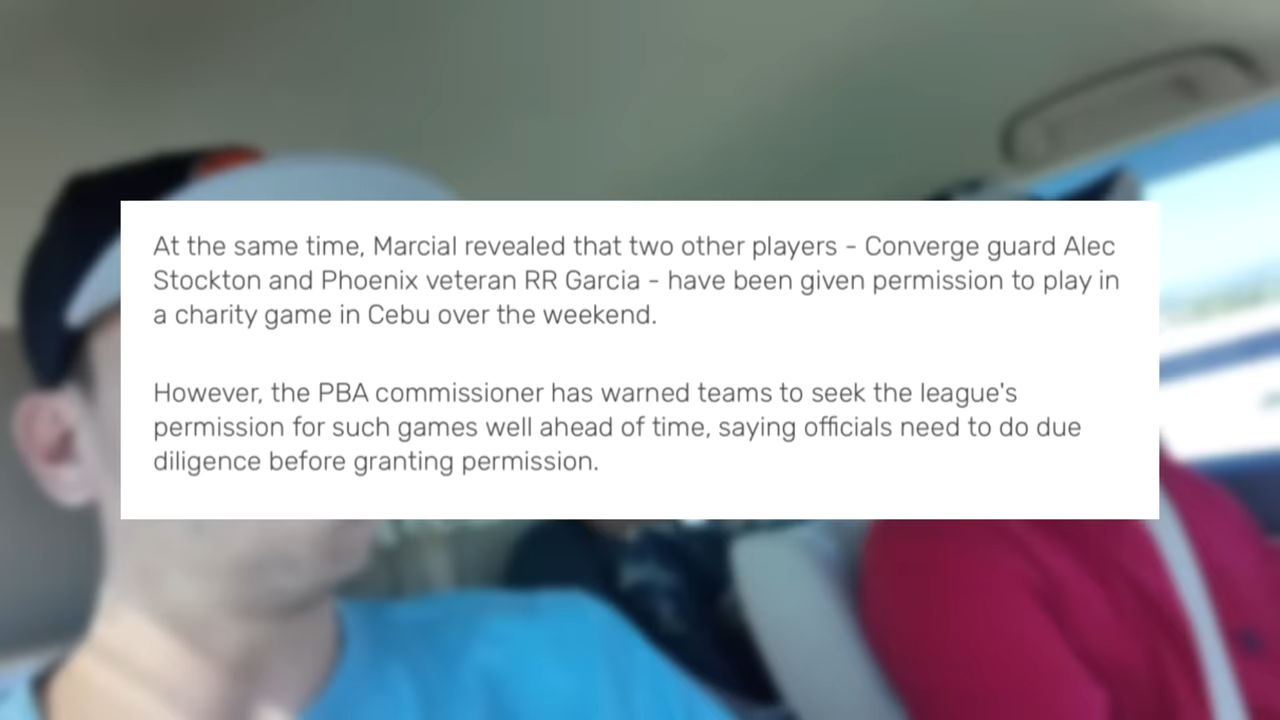 At the same time, Marcial revealed that two other players - Converge guard Alec
Stockton and Phoenix veteran RR Garcia - have been given permission to play in
a charity game in Cebu over the weekend.
However, the PBA commissioner has warned teams to seek the league's
permission for such games well ahead of time, saying officials need to do due
diligence before granting permission.